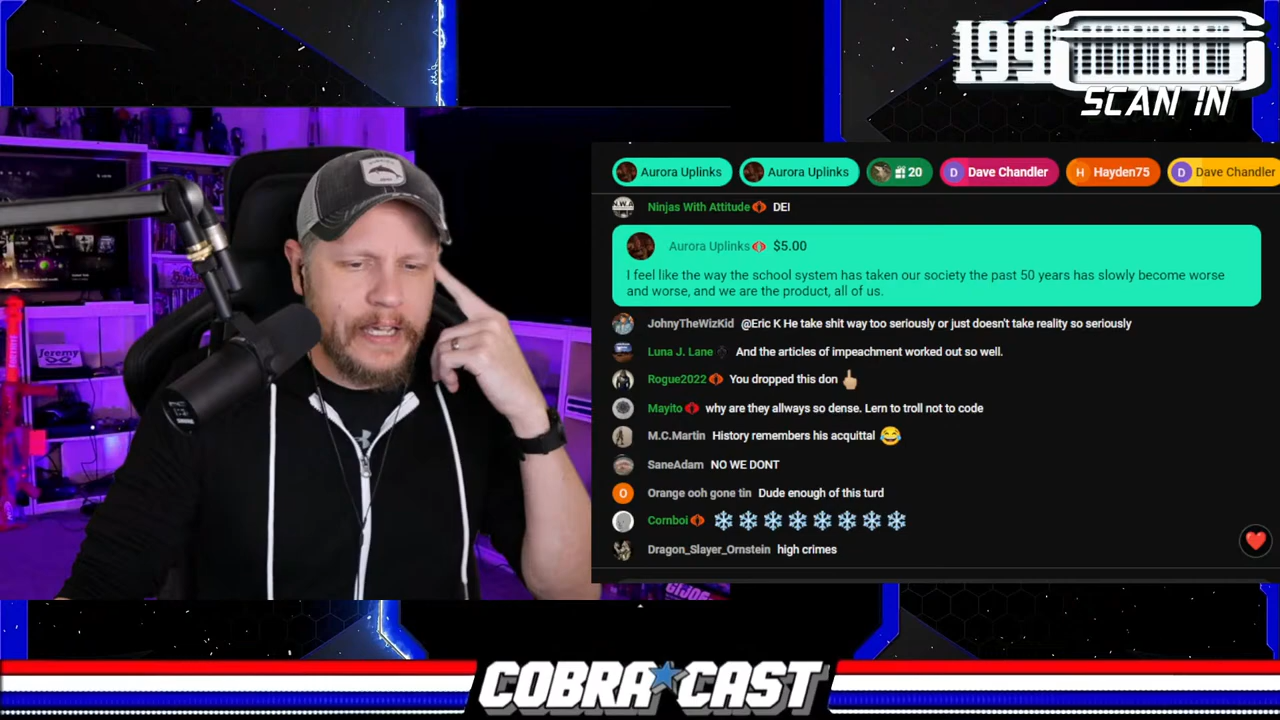 199
SCAN IN
Aurora Uplinks
Aurora Uplinks
20
D Dave Chandler
H Hayden75
D Dave Chandler
Ninjas With Attitude DEI
Aurora Uplinks $5.00
I feel like the way the school system has taken our society the past 50 years has slowly become worse
and worse, and we are the product, all of us.
JohnyTheWizKid @Eric K He take shit way too seriously or just doesn't take reality so seriously
Luna J. Lane And the articles of impeachment worked out so well.
Rogue2022 You dropped this don 🖕🏼
Mayito why are they allways so dense. Lern to troll not to code
M.C.Martin History remembers his acquittal 😂
SaneAdam NO WE DONT
O Orange ooh gone tin Dude enough of this turd
Cornboi ❄️❄️❄️❄️❄️❄️❄️❄️
Dragon_Slayer_Ornstein high crimes
Jeremy
GIJOE
COBRA CAST